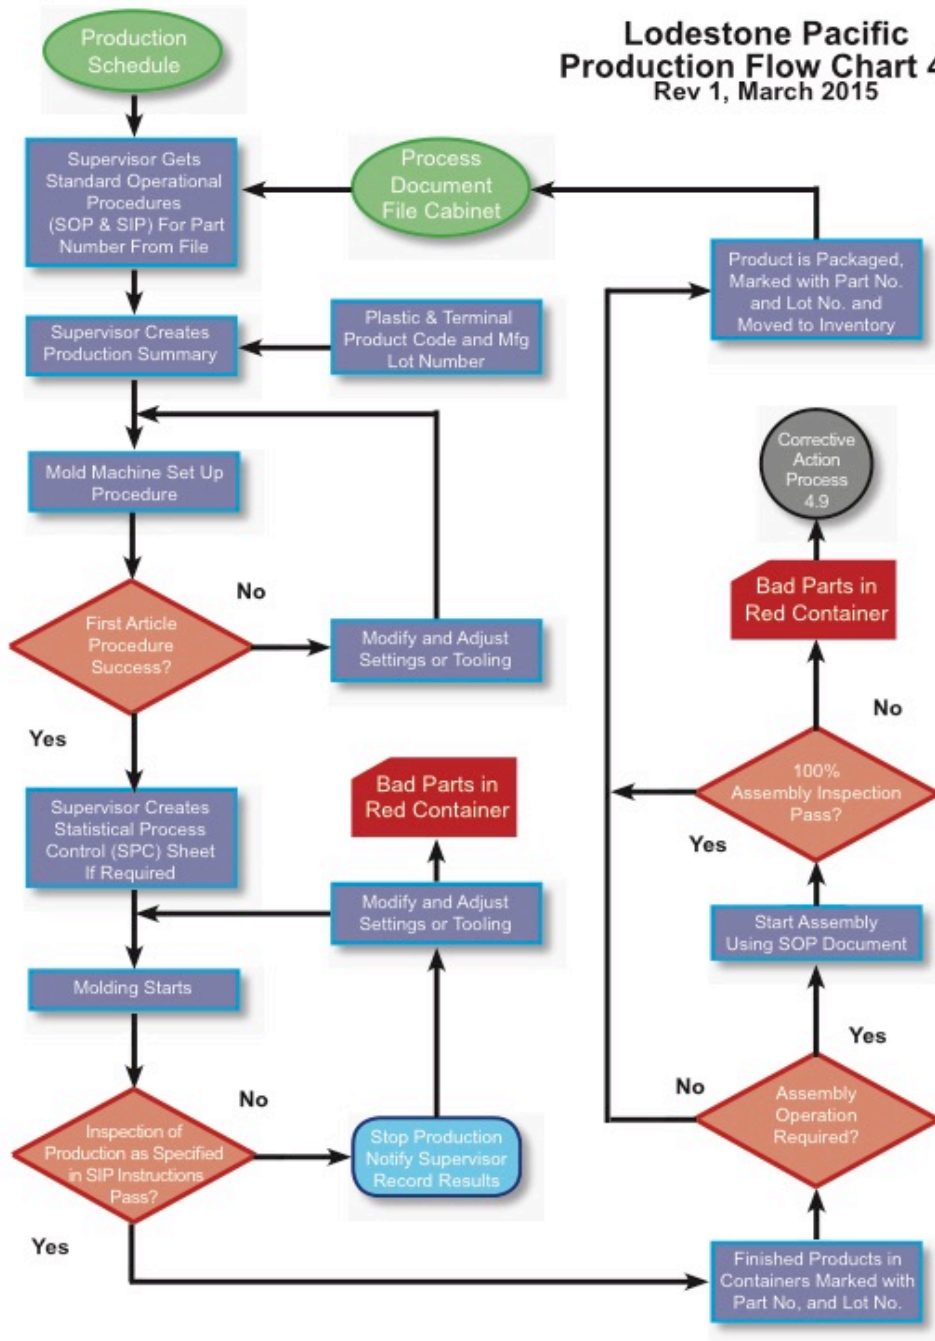 Lodestone Pacific
Production Flow Chart 4
Rev 1, March 2015
Production
Schedule
Supervisor Gets
Standard Operational
Procedures
(SOP & SIP) For Part
Number From File
Process
Document
File Cabinet
Product is Packaged,
Marked with Part No.
and Lot No. and
Moved to Inventory
Supervisor Creates
Production Summary
Plastic & Terminal
Product Code and Mfg
Lot Number
Mold Machine Set Up
Procedure
Corrective
Action
Process
4.9
First Article
Procedure
Success?
No
Modify and Adjust
Settings or Tooling
Bad Parts in
Red Container
No
Yes
Supervisor Creates
Statistical Process
Control (SPC) Sheet
If Required
Bad Parts in
Red Container
100%
Assembly Inspection
Pass?
Yes
Modify and Adjust
Settings or Tooling
Start Assembly
Using SOP Document
Molding Starts
Yes
No
Assembly
Operation
Required?
Inspection of
Production as Specified
in SIP Instructions
Pass?
No
Stop Production
Notify Supervisor
Record Results
Yes
Finished Products in
Containers Marked with
Part No, and Lot No.